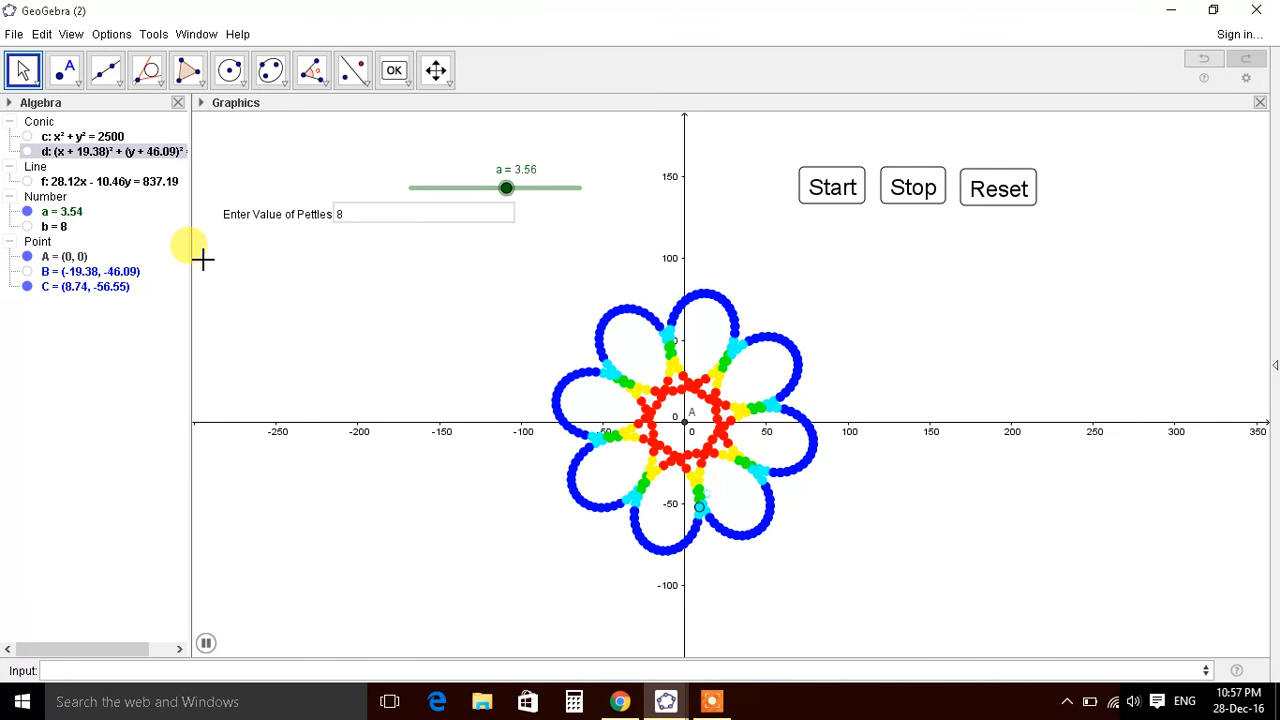 GeoGebra (2)
File Edit View Options Tools Window Help
Sign in...
A
OK
Algebra
Graphics
Conic
c: x² + y² = 2500
d: (x + 19.38)² + (y + 46.09)²
Line
f: 28.12x - 10.46y = 837.19
Number
a = 3.54
b = 8
Point
A = (0, 0)
B = (-19.38, -46.09)
C = (8.74, -56.55)
a = 3.56
Enter Value of Pettles 8
Start Stop Reset
150
100
0
A
-250 -200 -150 -100 0 50 100 150 200 250 300 350
-50
-100
Input:
Search the web and Windows
ENG
10:57 PM
28-Dec-16